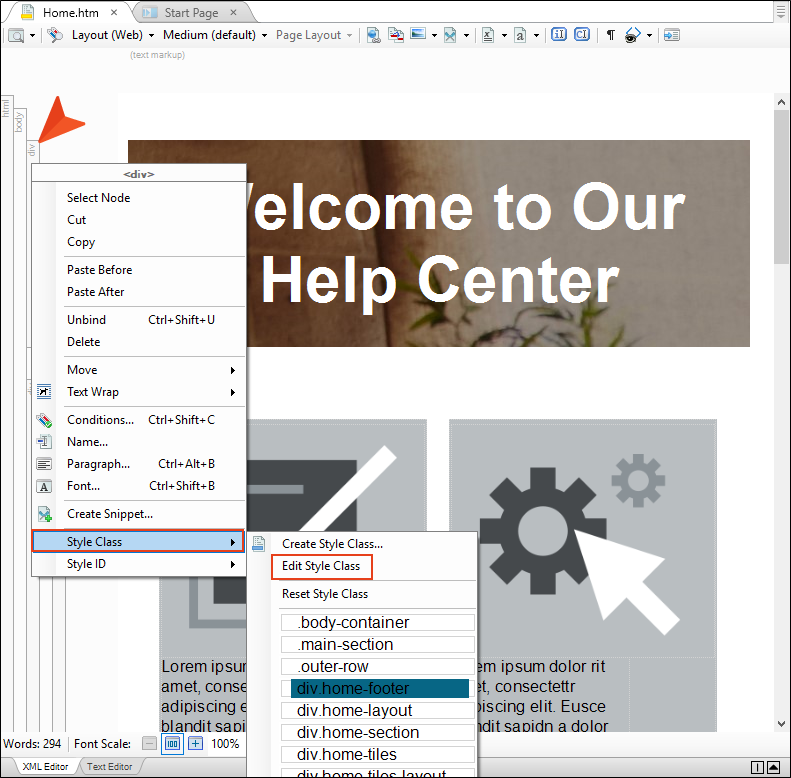 Home.htm
Start Page
Layout (Web)
Medium (default)
Page Layout
(text markup)
html
body
div
<div>
Welcome to Our
Help Center
Select Node
Cut
Copy
Paste Before
Paste After
Unbind Ctrl+Shift+U
Delete
Move
Text Wrap
Conditions... Ctrl+Shift+C
Name...
Paragraph... Ctrl+Alt+B
Font... Ctrl+Shift+B
Create Snippet...
Style Class
Style ID
Create Style Class...
Edit Style Class
Reset Style Class
.body-container
.main-section
.outer-row
div.home-footer
div.home-layout
div.home-section
div.home-tiles
div.home-tiles-layout
Lorem ipsum
amet, conse
adipiscing e
blandit sapi
em ipsum dolor rit
et, consectettr
adipiscing elit. Eusce
blandit sapidn a dolor
Words: 294
Font Scale:
100
100%
XML Editor
Text Editor